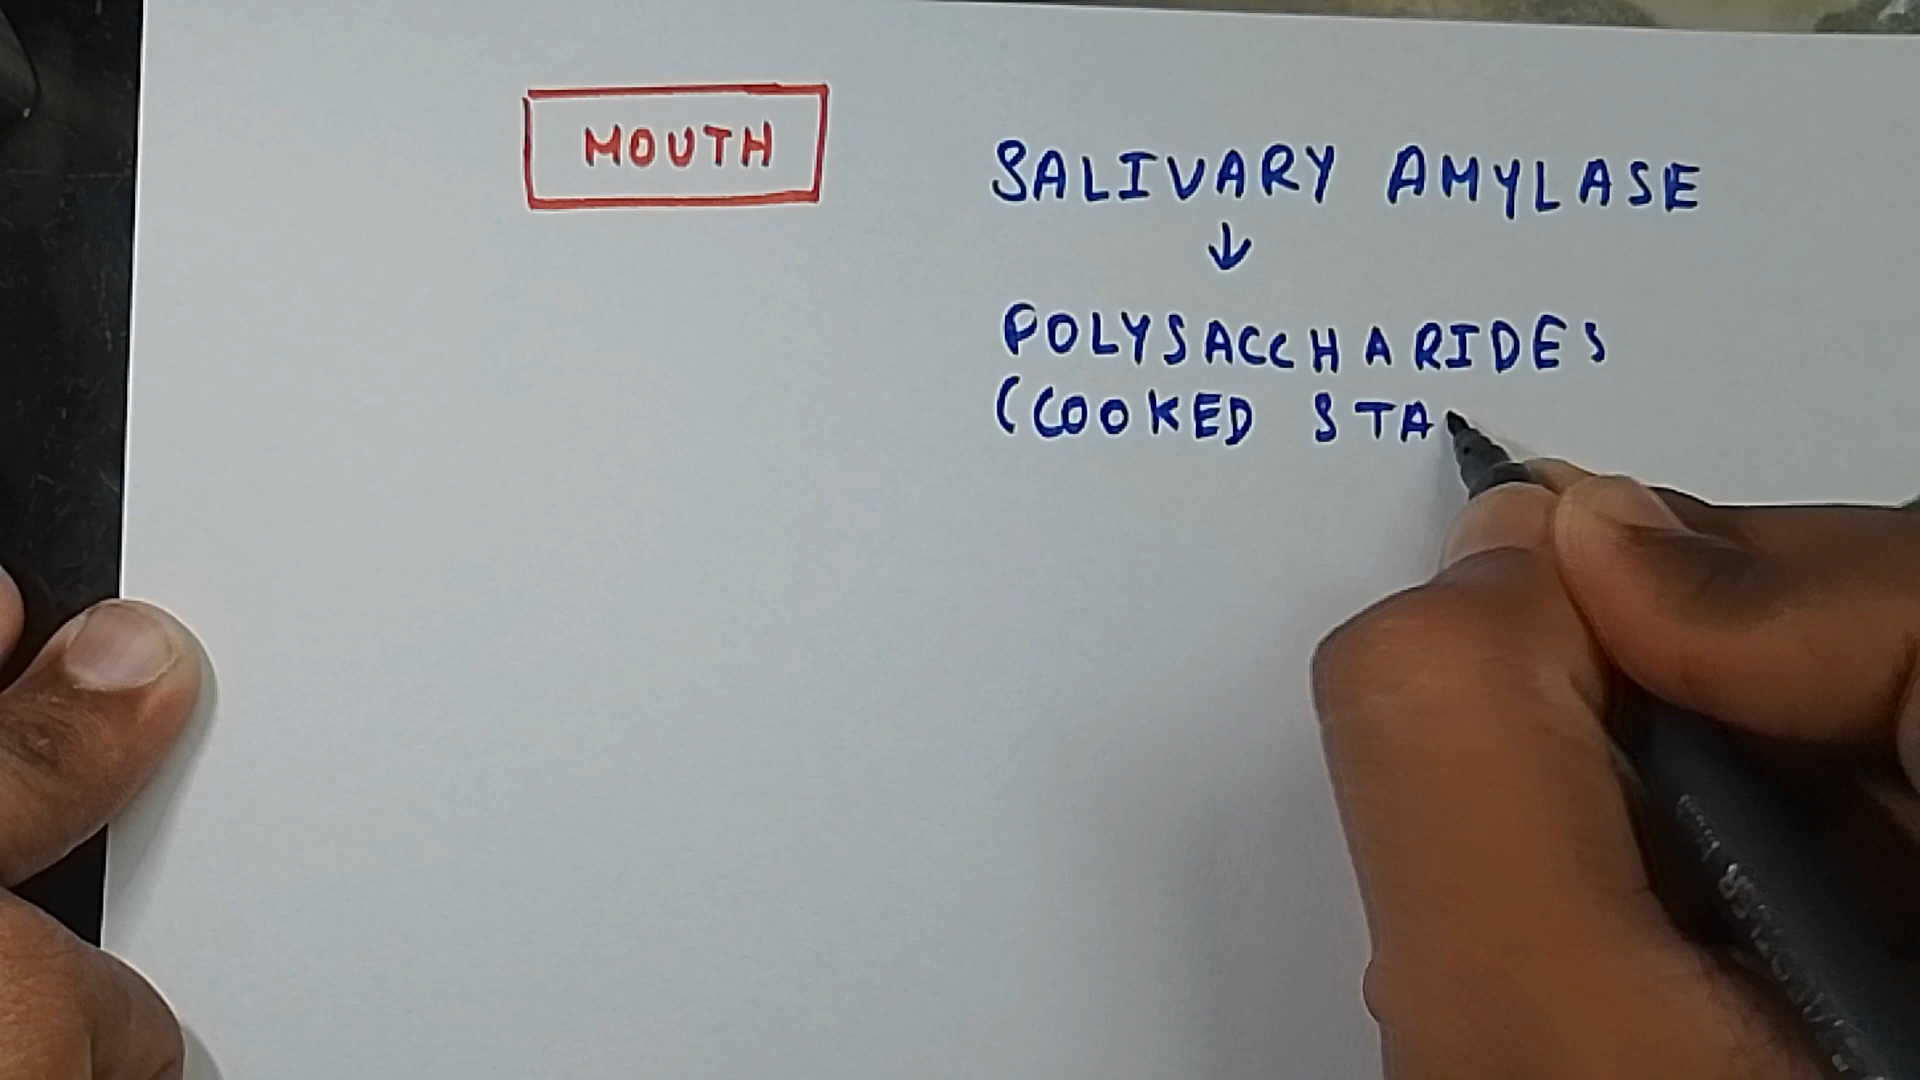 MOUTH
SALIVARY AMYLASE
↓
POLYSACCHARIDES
(COOKED STA